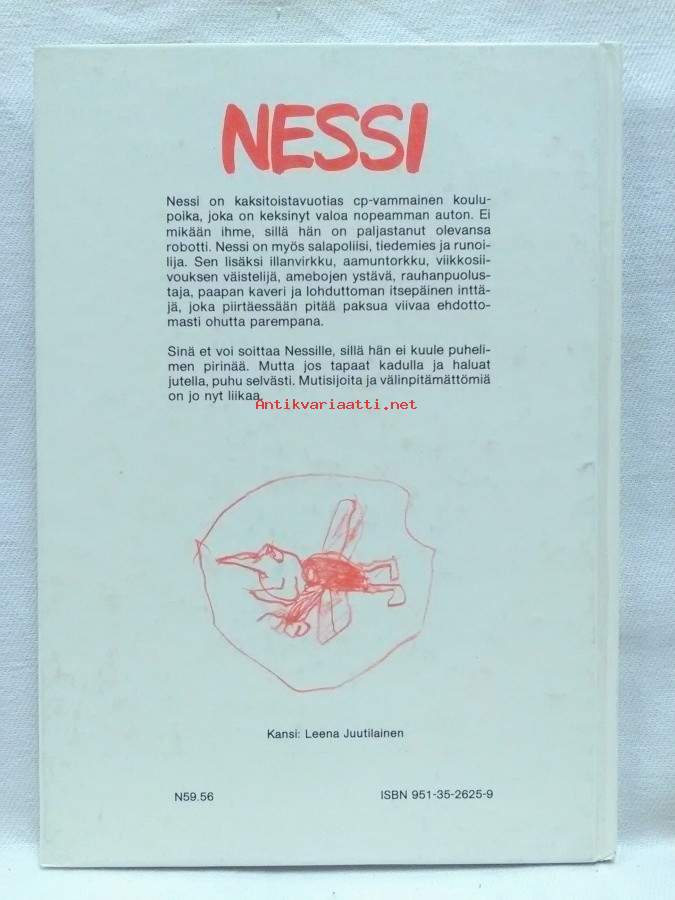 NESSI
Nessi on kaksitoistavuotias cp-vammainen koulu-
poika, joka on keksinyt valoa nopeamman auton. Ei
mikään ihme, sillä hän on paljastanut olevansa
robotti. Nessi on myös salapoliisi, tiedemies ja runoi-
lija. Sen lisäksi illanvirkku, aamuntorkku, viikkosii-
vouksen väistelijä, amebojen ystävä, rauhanpuolus-
taja, paapan kaveri ja lohduttoman itsepäinen inttä-
jä, joka piirtäessään pitää paksua viivaa ehdotto-
masti ohutta parempana.
Sinä et voi soittaa Nessille, sillä hän ei kuule puheli-
men pirinää. Mutta jos tapaat kadulla ja haluat
jutella, puhu selvästi. Mutisijoita ja välinpitämättömiä
on jo nyt liikaa.
Antikvariaatti.net
Kansi: Leena Juutilainen
N59.56
ISBN 951-35-2625-9